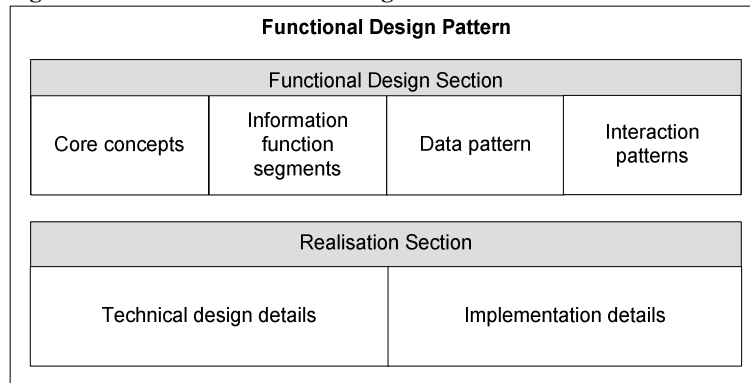 Functional Design Pattern
Functional Design Section
Core concepts
Information
function
segments
Data pattern
Interaction
patterns
Realisation Section
Technical design details
Implementation details